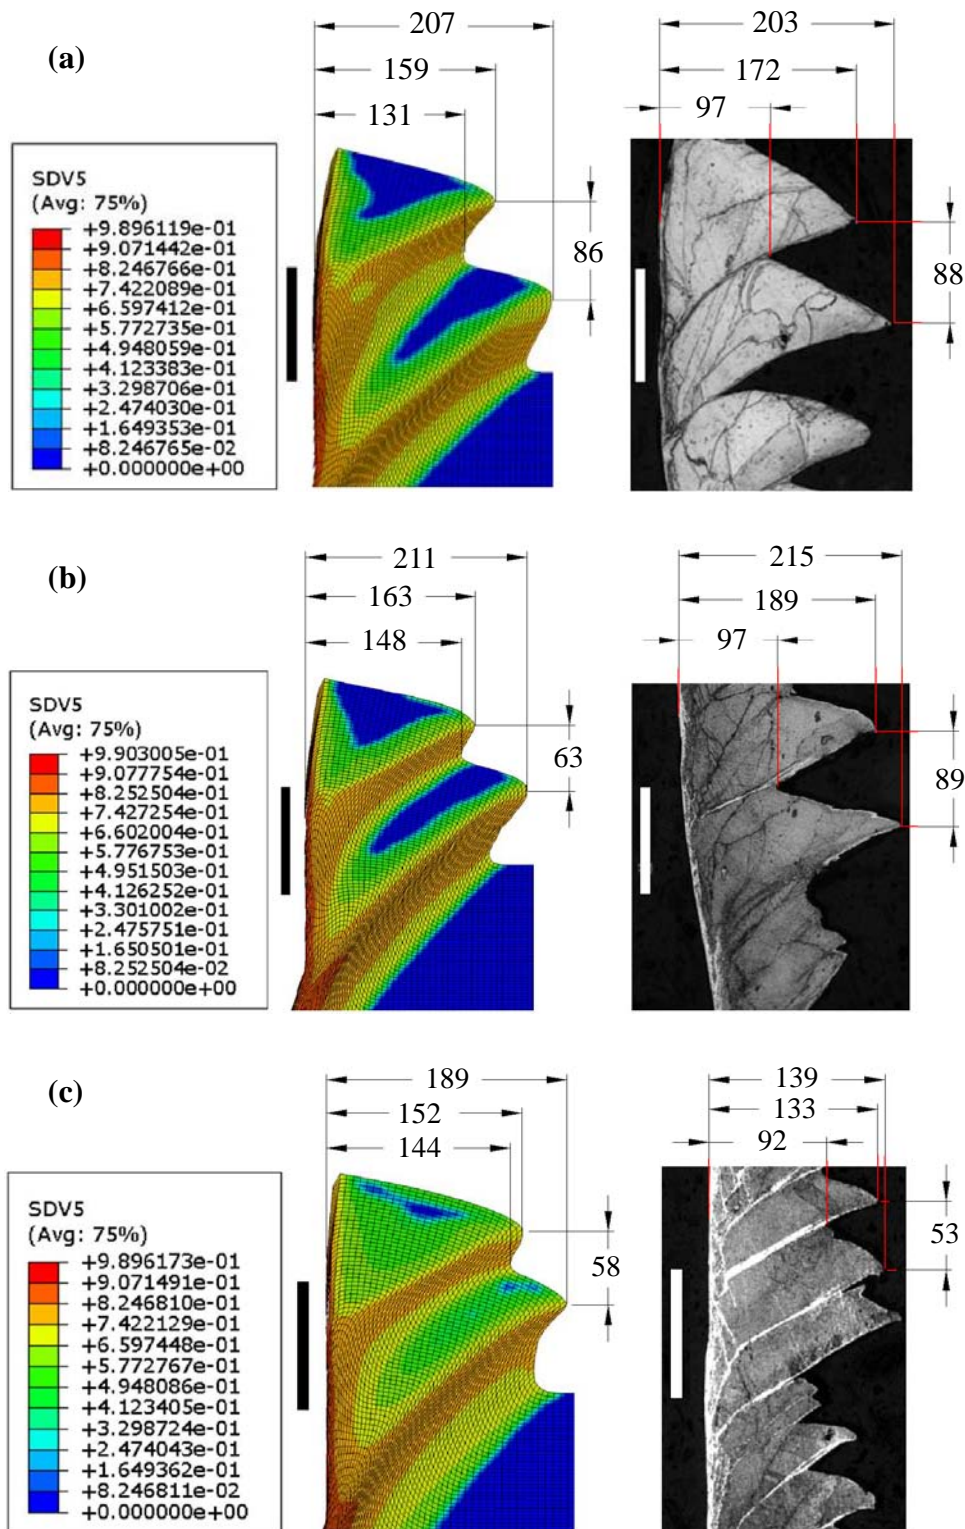 (a)
207
159
131
86
203
172
97
88
SDV5
(Avg: 75%)
+9.896119e-01
+9.071442e-01
+8.246766e-01
+7.422089e-01
+6.597412e-01
+5.772735e-01
+4.948059e-01
+4.123383e-01
+3.298706e-01
+2.474030e-01
+1.649353e-01
+8.246765e-02
+0.000000e+00
(b)
211
163
148
63
215
189
97
89
SDV5
(Avg: 75%)
+9.903005e-01
+9.077754e-01
+8.252504e-01
+7.427254e-01
+6.602004e-01
+5.776753e-01
+4.951503e-01
+4.126252e-01
+3.301002e-01
+2.475751e-01
+1.650501e-01
+8.252504e-02
+0.000000e+00
(c)
189
152
144
58
139
133
92
53
SDV5
(Avg: 75%)
+9.896173e-01
+9.071491e-01
+8.246810e-01
+7.422129e-01
+6.597448e-01
+5.772767e-01
+4.948086e-01
+4.123405e-01
+3.298724e-01
+2.474043e-01
+1.649362e-01
+8.246811e-02
+0.000000e+00